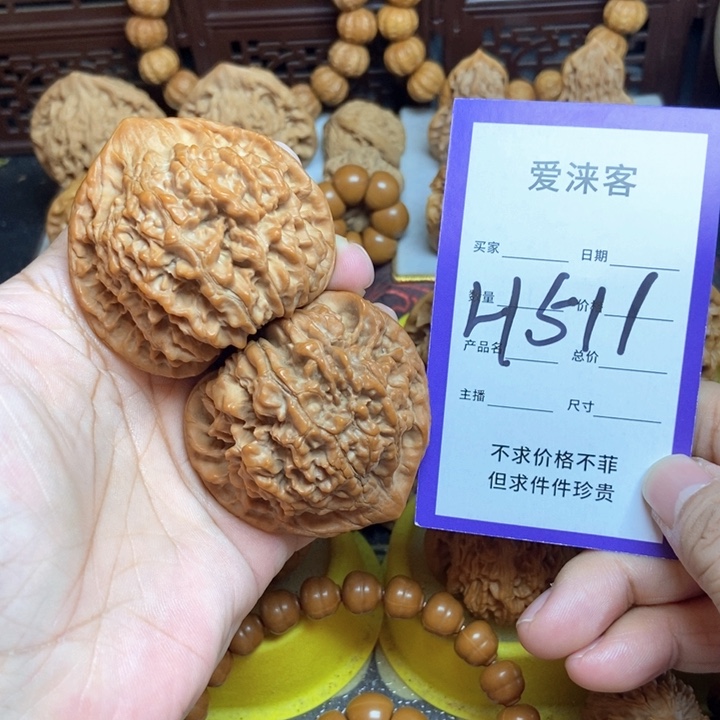 爱涞客
买家 日期
数量 价格
H511
产品名 总价
主播 尺寸
不求价格不菲
但求件件珍贵